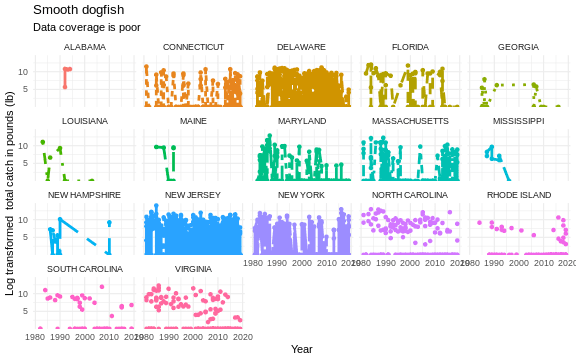 Smooth dogfish
Data coverage is poor
ALABAMA CONNECTICUT DELAWARE FLORIDA GEORGIA
10
5
LOUISIANA MAINE MARYLAND MASSACHUSETTS MISSISSIPPI
10
5
NEW HAMPSHIRE NEW JERSEY NEW YORK NORTH CAROLINA RHODE ISLAND
10
5
1980 1990 2000 2010 2020 1980 1990 2000 2010 2020 1980 1990 2000 2010 2020
SOUTH CAROLINA VIRGINIA
10
5
1980 1990 2000 2010 2020 1980 1990 2000 2010 2020
Year
Log transformed total catch in pounds (lb)